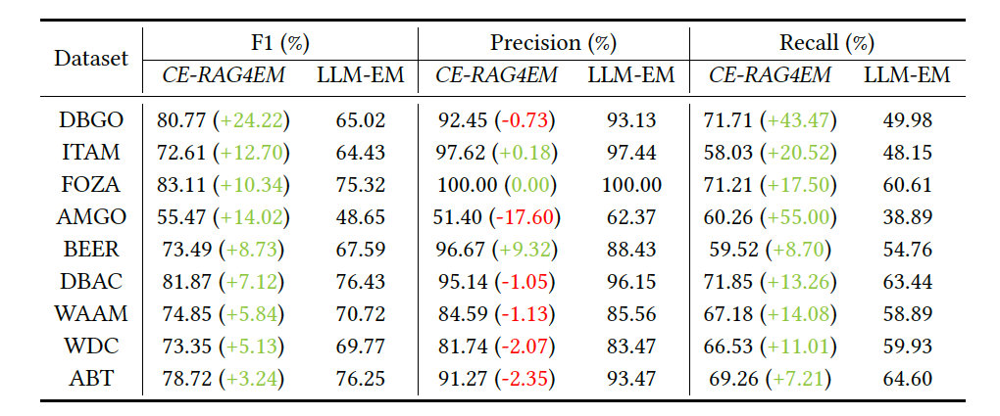 Dataset F1 (%) Precision (%) Recall (%)
CE-RAG4EM LLM-EM CE-RAG4EM LLM-EM CE-RAG4EM LLM-EM
DBGO 80.77 (+24.22) 65.02 92.45 (-0.73) 93.13 71.71 (+43.47) 49.98
ITAM 72.61 (+12.70) 64.43 97.62 (+0.18) 97.44 58.03 (+20.52) 48.15
FOZA 83.11 (+10.34) 75.32 100.00 (0.00) 100.00 71.21 (+17.50) 60.61
AMGO 55.47 (+14.02) 48.65 51.40 (-17.60) 62.37 60.26 (+55.00) 38.89
BEER 73.49 (+8.73) 67.59 96.67 (+9.32) 88.43 59.52 (+8.70) 54.76
DBAC 81.87 (+7.12) 76.43 95.14 (-1.05) 96.15 71.85 (+13.26) 63.44
WAAM 74.85 (+5.84) 70.72 84.59 (-1.13) 85.56 67.18 (+14.08) 58.89
WDC 73.35 (+5.13) 69.77 81.74 (-2.07) 83.47 66.53 (+11.01) 59.93
ABT 78.72 (+3.24) 76.25 91.27 (-2.35) 93.47 69.26 (+7.21) 64.60